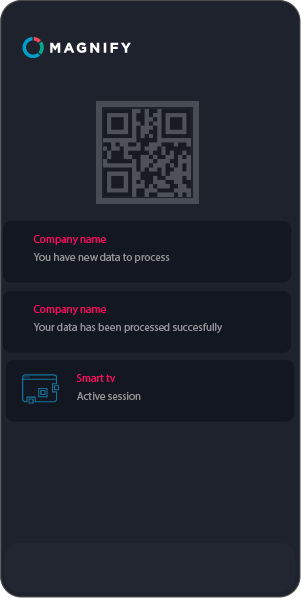 MAGNIFY
Company name
You have new data to process
Company name
Your data has been processed succesfully
Smart tv
Active session